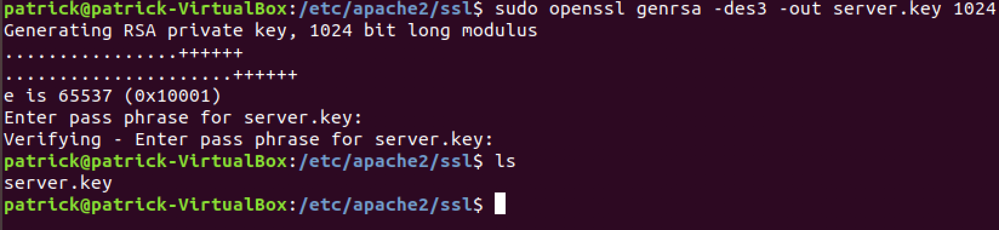 patrick@patrick-VirtualBox:/etc/apache2/ssl$ sudo openssl genrsa -des3 -out server.key 1024
Generating RSA private key, 1024 bit long modulus
................++++++
.....................++++++
e is 65537 (0x10001)
Enter pass phrase for server.key:
Verifying - Enter pass phrase for server.key:
patrick@patrick-VirtualBox:/etc/apache2/ssl$ ls
server.key
patrick@patrick-VirtualBox:/etc/apache2/ssl$